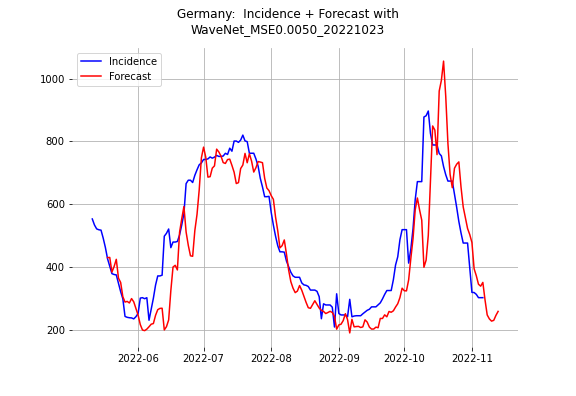 Germany:  Incidence + Forecast with
WaveNet_MSE0.0050_20221023
Incidence
Forecast
1000
800
600
400
200
2022-06
2022-07
2022-08
2022-09
2022-10
2022-11